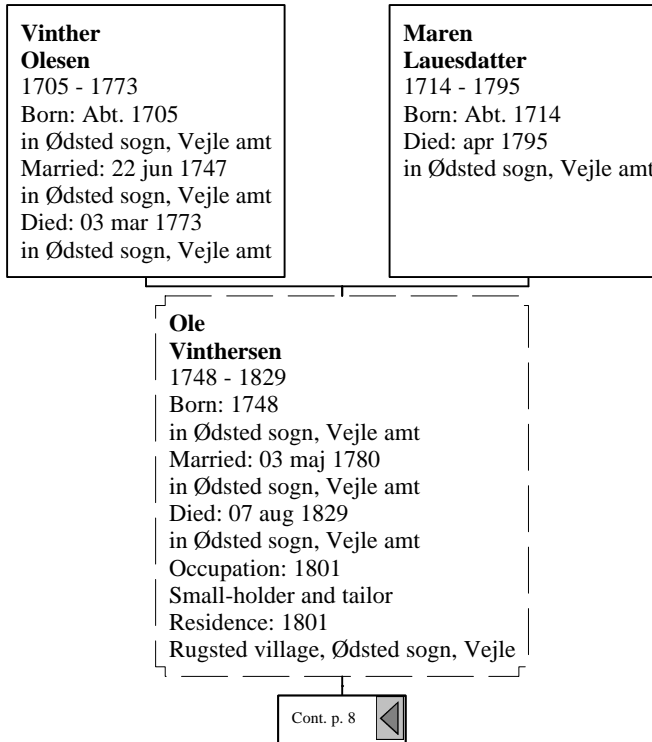 Vinther
Olesen
1705 - 1773
Born: Abt. 1705
in Ødsted sogn, Vejle amt
Married: 22 jun 1747
in Ødsted sogn, Vejle amt
Died: 03 mar 1773
in Ødsted sogn, Vejle amt
Maren
Lauesdatter
1714 - 1795
Born: Abt. 1714
Died: apr 1795
in Ødsted sogn, Vejle amt
Ole
Vinthersen
1748 - 1829
Born: 1748
in Ødsted sogn, Vejle amt
Married: 03 maj 1780
in Ødsted sogn, Vejle amt
Died: 07 aug 1829
in Ødsted sogn, Vejle amt
Occupation: 1801
Small-holder and tailor
Residence: 1801
Rugsted village, Ødsted sogn, Vejle
Cont. p. 8